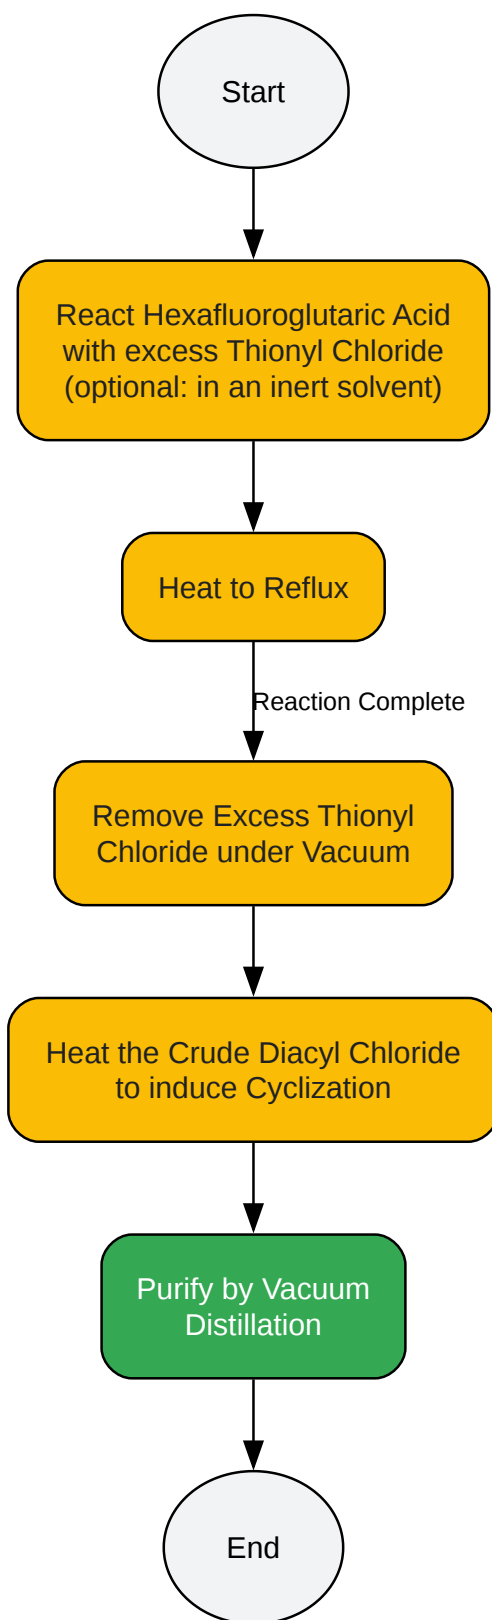 Start
React Hexafluoroglutaric Acid
with excess Thionyl Chloride
(optional: in an inert solvent)
Heat to Reflux
Reaction Complete
Remove Excess Thionyl
Chloride under Vacuum
Heat the Crude Diacyl Chloride
to induce Cyclization
Purify by Vacuum
Distillation
End